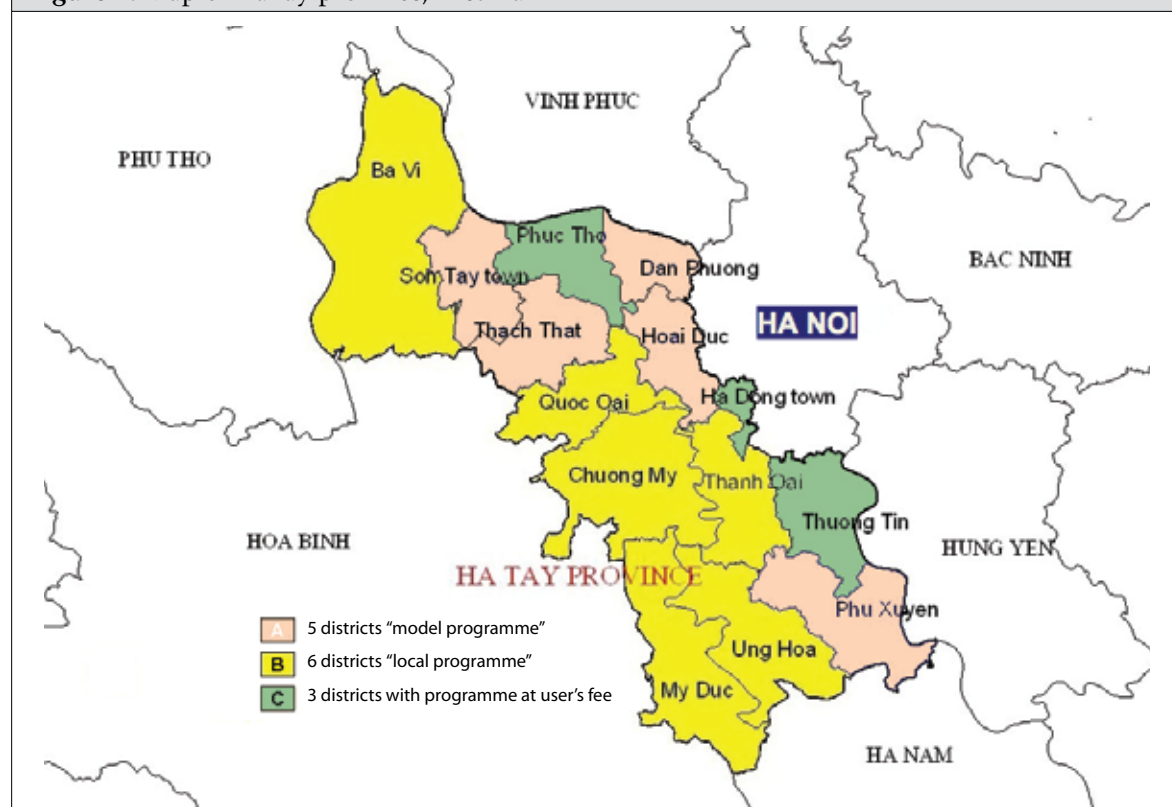 VINH PHUC
PHU THO
Ba Vi
Phuc Tho
Dan Phuong
BAC NINH
Son Tay town
HA NOI
Thach That
Hoai Duc
Quoc Oai
Ha Dong town
Chuong My
Thanh Oai
Thuong Tin
HOA BINH
HUNG YEN
HA TAY PROVINCE
Phu Xuyen
A 5 districts “model programme”
Ung Hoa
B 6 districts “local programme”
My Duc
C 3 districts with programme at user’s fee
HA NAM